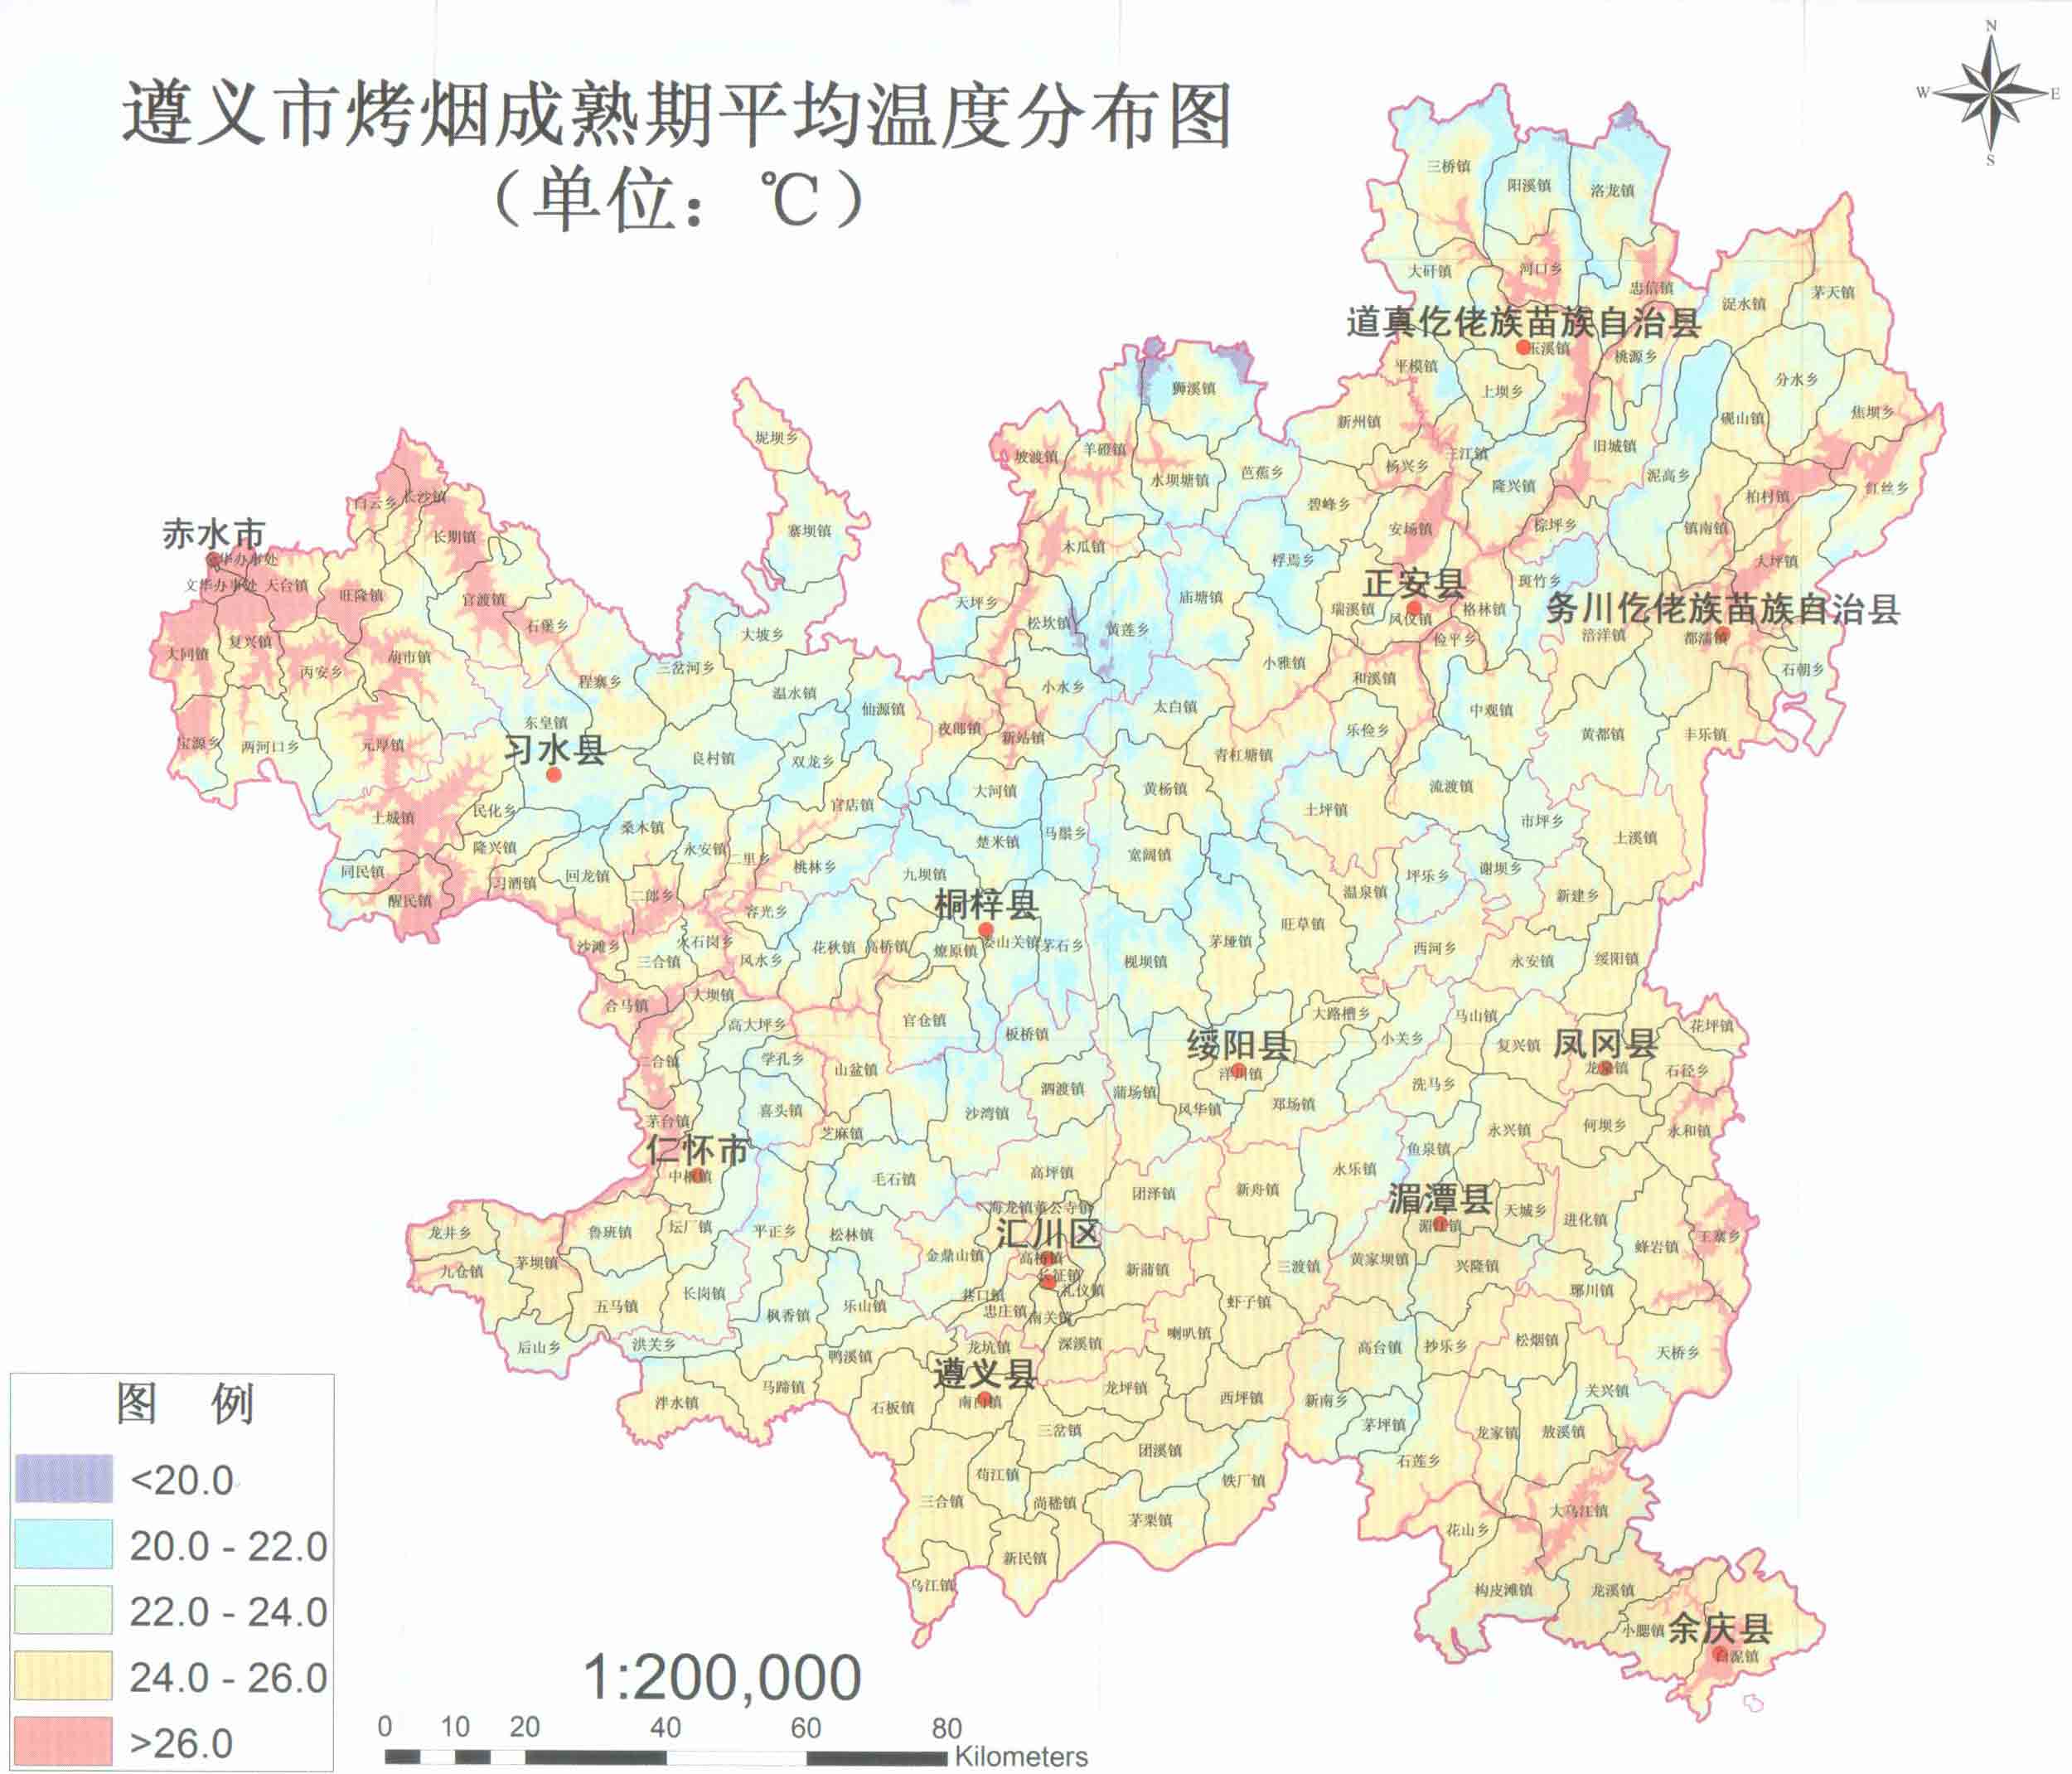 遵义市烤烟成熟期平均温度分布图
（单位：℃）
N
W
E
S
三桥镇
阳溪镇
洛龙镇
大矸镇
河口乡
忠信镇
浞水镇
茅天镇
道真仡佬族苗族自治县
玉溪镇
桃源乡
平模镇
上坝乡
分水乡
狮溪镇
新州镇
砚山镇
焦坝乡
坭坝乡
坡渡镇
羊磴镇
水坝塘镇
芭蕉乡
杨兴乡
三江镇
旧城镇
泥高乡
隆兴镇
柏村镇
红丝乡
白云乡
长沙镇
碧峰乡
安场镇
棕坪乡
镇南镇
赤水市
长期镇
寨坝镇
木瓜镇
桴焉乡
大坪镇
金华办事处
文华办事处
天台镇
旺隆镇
官渡镇
天坪乡
庙塘镇
正安县
斑竹乡
瑞溪镇
凤仪镇
格林镇
务川仡佬族苗族自治县
复兴镇
石堡乡
大坡乡
松坎镇
黄莲乡
俭平乡
涪洋镇
都濡镇
大同镇
丙安乡
葫市镇
程寨乡
三岔河乡
小雅镇
和溪镇
石朝乡
温水镇
小水乡
仙源镇
太白镇
中观镇
宝源乡
两河口乡
元厚镇
东皇镇
习水县
良村镇
双龙乡
夜郎镇
新站镇
青杠塘镇
乐俭乡
黄都镇
丰乐镇
大河镇
黄杨镇
流渡镇
土城镇
民化乡
桑木镇
官店镇
楚米镇
马鬃乡
土坪镇
市坪乡
土溪镇
隆兴镇
永安镇
二里乡
桃林乡
宽阔镇
同民镇
习酒镇
回龙镇
九坝镇
温泉镇
坪乐乡
谢坝乡
新建乡
醒民镇
二郎乡
容光乡
桐梓县
旺草镇
沙滩乡
三合镇
火石岗乡
风水乡
花秋镇
高桥镇
燎原镇
娄山关镇
茅石乡
枧坝镇
茅垭镇
西河乡
永安镇
绥阳镇
合马镇
大坝镇
高大坪乡
官仓镇
板桥镇
大路槽乡
小关乡
马山镇
复兴镇
凤冈县
花坪镇
二合镇
学孔乡
山盆镇
泗渡镇
绥阳县
洋川镇
龙泉镇
石径乡
洗马乡
茅台镇
喜头镇
芝麻镇
沙湾镇
蒲场镇
风华镇
郑场镇
永兴镇
何坝乡
永和镇
仁怀市
中枢镇
毛石镇
高坪镇
鱼泉镇
永乐镇
湄潭县
湄江镇
龙井乡
鲁班镇
坛厂镇
平正乡
松林镇
海龙镇
董公寺镇
团泽镇
新舟镇
天城乡
进化镇
汇川区
九仓镇
茅坝镇
金鼎山镇
高桥镇
长征镇
新蒲镇
三渡镇
黄家坝镇
兴隆镇
蜂岩镇
王寨乡
五马镇
长岗镇
枫香镇
乐山镇
巷口镇
礼仪镇
忠庄镇
南关镇
虾子镇
琊川镇
后山乡
洪关乡
鸭溪镇
龙坑镇
深溪镇
喇叭镇
高台镇
抄乐乡
松烟镇
天桥乡
遵义县
南白镇
泮水镇
马蹄镇
石板镇
龙坪镇
西坪镇
新南乡
茅坪镇
关兴镇
三岔镇
团溪镇
龙家镇
敖溪镇
苟江镇
铁厂镇
石莲乡
三合镇
尚嵇镇
茅栗镇
花山乡
大乌江镇
新民镇
乌江镇
构皮滩镇
龙溪镇
小腮镇
余庆县
白泥镇
图 例
<20.0
20.0 - 22.0
22.0 - 24.0
24.0 - 26.0
>26.0
1:200,000
0 10 20 40 60 80
Kilometers